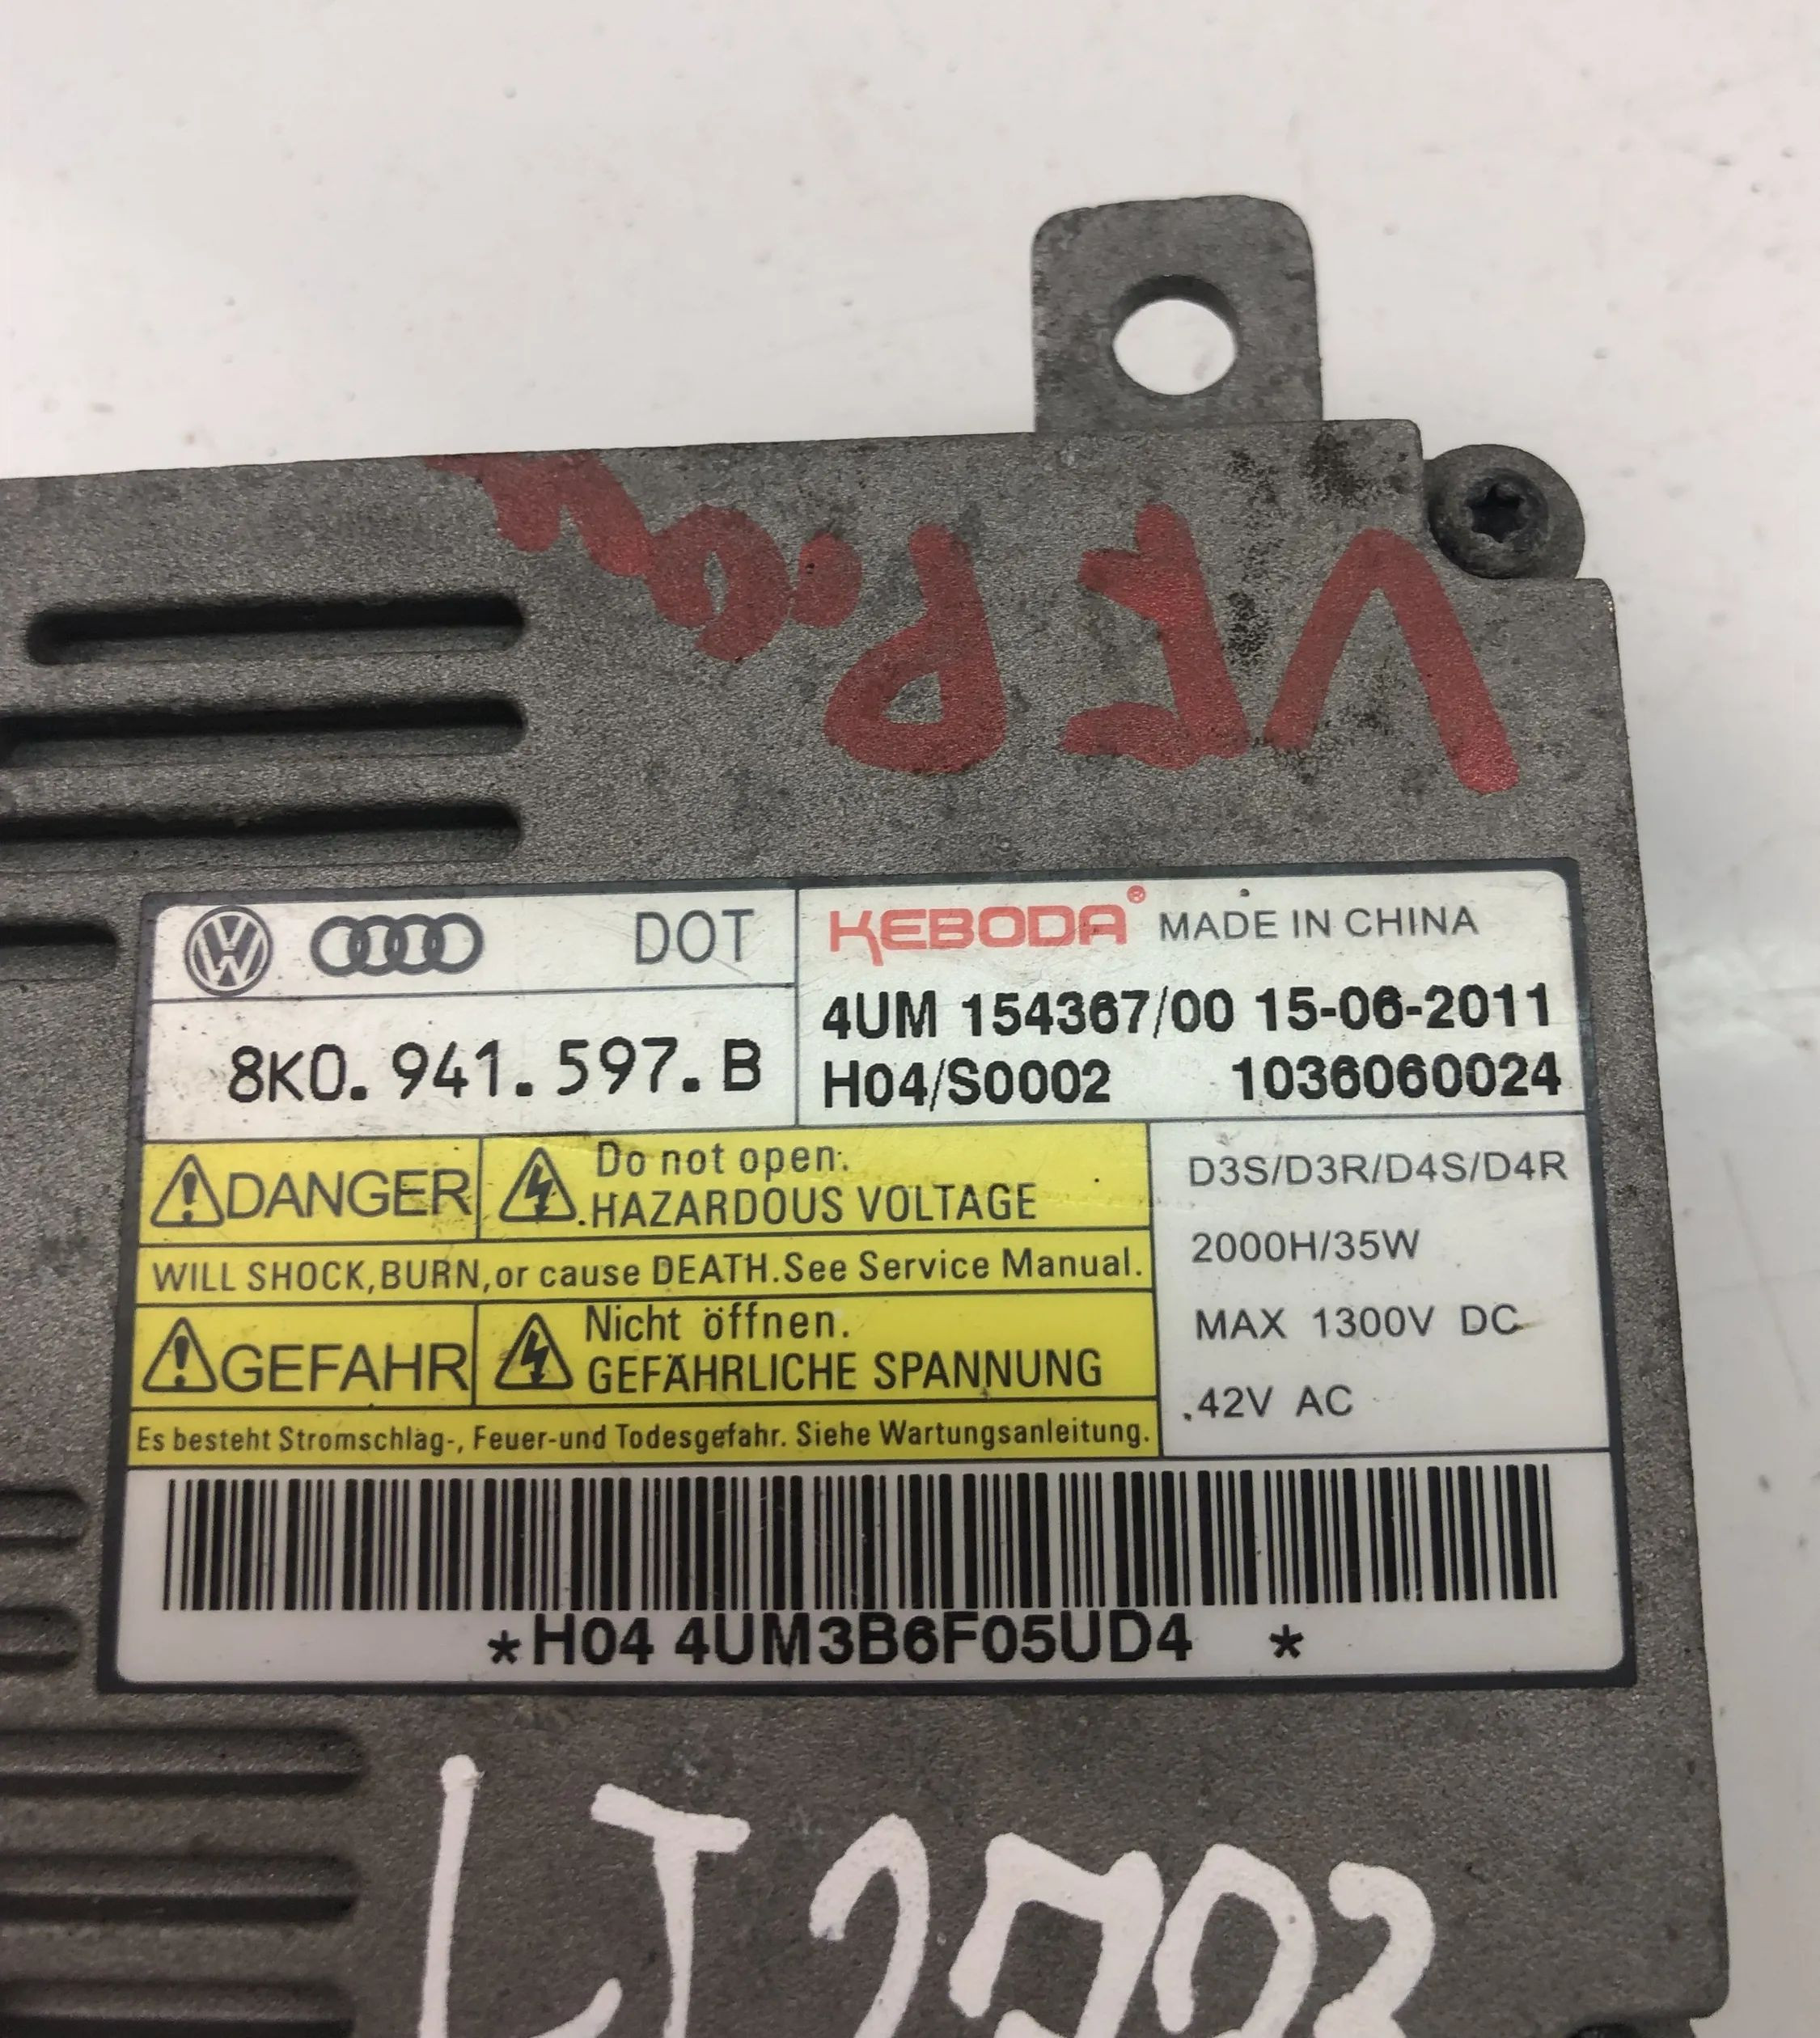 DOT
KEBODA® MADE IN CHINA
8K0. 941. 597. B
4UM 154367/00 15-06-2011
H04/S0002 1036060024
DANGER
Do not open.
HAZARDOUS VOLTAGE
WILL SHOCK,BURN,or cause DEATH.See Service Manual.
GEFAHR
Nicht öffnen.
GEFÄHRLICHE SPANNUNG
Es besteht Stromschlag-, Feuer-und Todesgefahr. Siehe Wartungsanleitung.
D3S/D3R/D4S/D4R
2000H/35W
MAX 1300V DC
42V AC
*H04 4UM3B6F05UD4 *